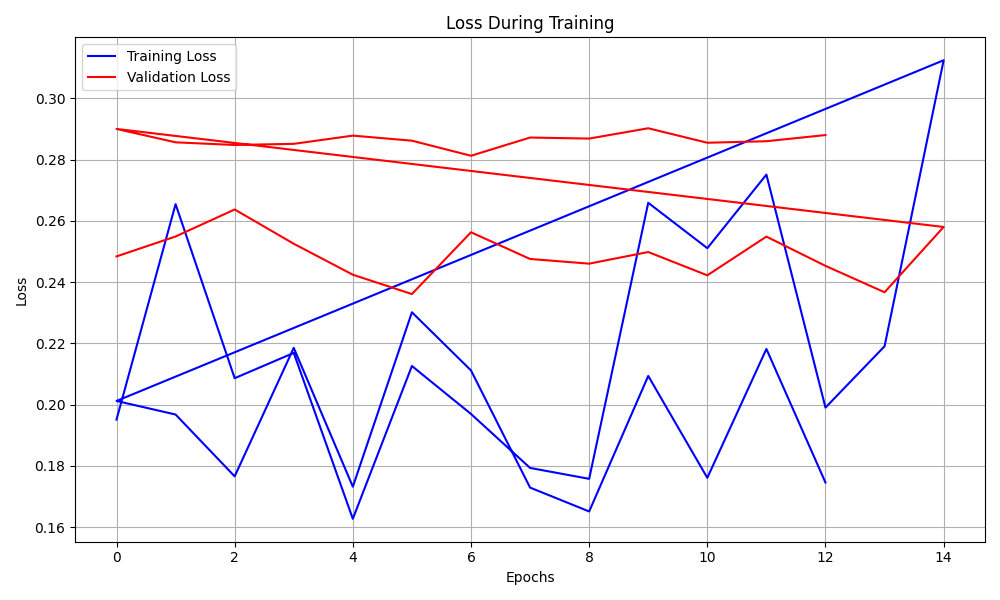 Loss During Training
Training Loss
Validation Loss
0.30
0.28
0.26
0.24
0.22
0.20
0.18
0.16
Loss
0 2 4 6 8 10 12 14
Epochs